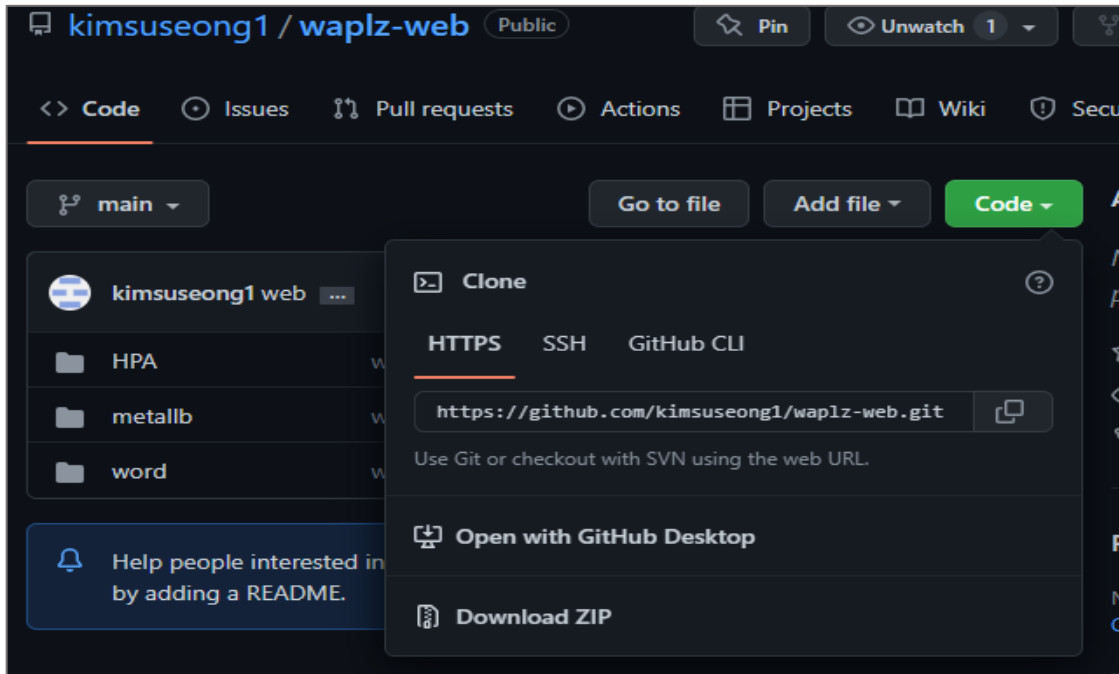 kimsuseong1 / waplz-web Public Pin Unwatch 1
Code Issues Pull requests Actions Projects Wiki Secu
main Go to file Add file Code
kimsuseong1 web ...
HPA
metallb
word
Help people interested in
by adding a README.
Clone
HTTPS SSH GitHub CLI
https://github.com/kimsuseong1/waplz-web.git
Use Git or checkout with SVN using the web URL.
Open with GitHub Desktop
Download ZIP